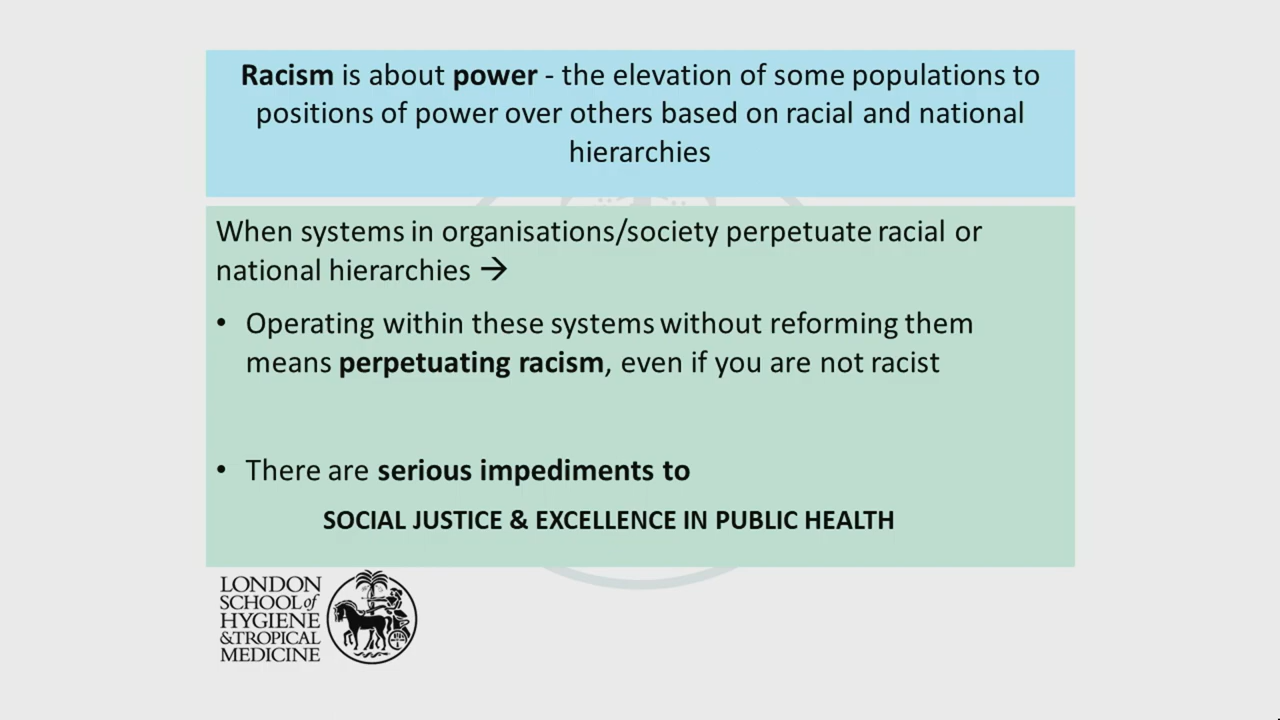 Racism is about power - the elevation of some populations to
positions of power over others based on racial and national
hierarchies
When systems in organisations/society perpetuate racial or
national hierarchies →
• Operating within these systems without reforming them
means perpetuating racism, even if you are not racist
• There are serious impediments to
SOCIAL JUSTICE & EXCELLENCE IN PUBLIC HEALTH
LONDON
SCHOOL of
HYGIENE
&TROPICAL
MEDICINE